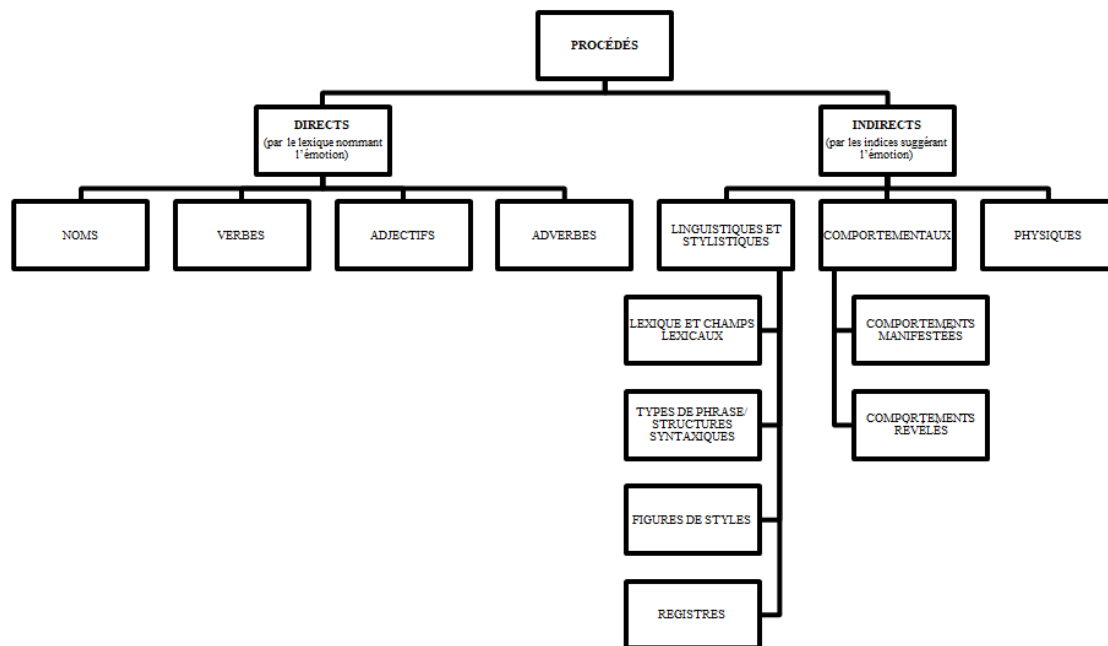 PROCÉDÉS
DIRECTS
(par le lexique nommant
l'émotion)
INDIRECTS
(par les indices suggérant
l'émotion)
NOMS
VERBES
ADJECTIFS
ADVERBES
LINGUISTIQUES ET
STYLISTIQUES
COMPORTEMENTAUX
PHYSIQUES
LEXIQUE ET CHAMPS
LEXICAUX
COMPORTEMENTS
MANIFESTÉES
TYPES DE PHRASE/
STRUCTURES
SYNTAXIQUES
COMPORTEMENTS
RÉVÉLÉS
FIGURES DE STYLES
REGISTRES